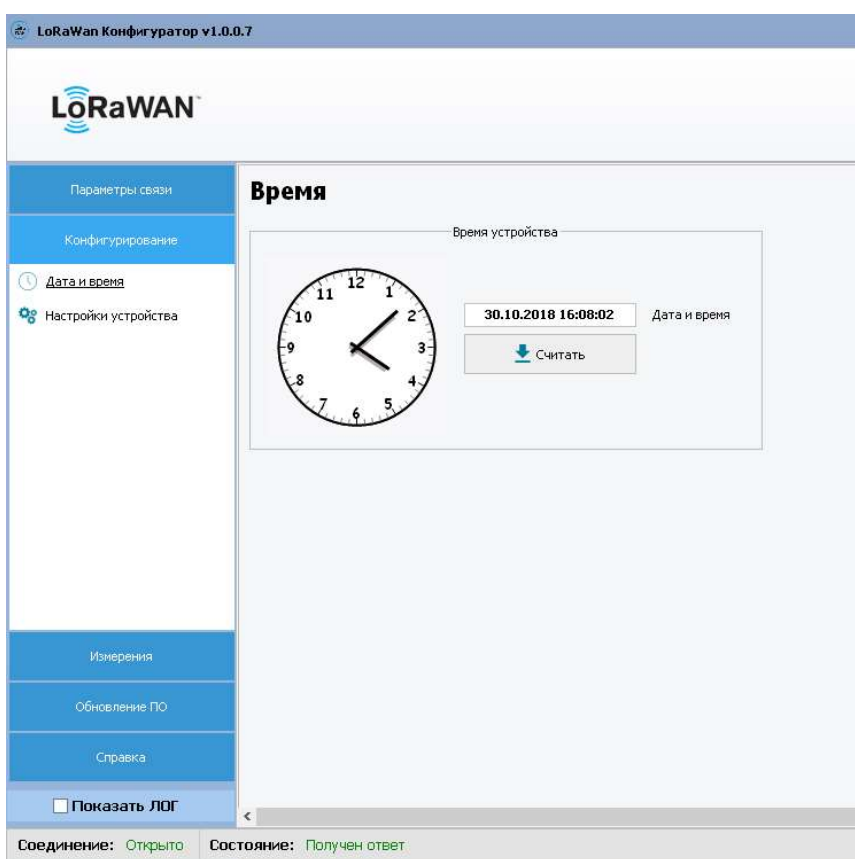 LoRaWan Конфигуратор v1.0.0.7
LoRaWAN™
Параметры связи
Конфигурирование
Дата и время
Настройки устройства
Измерения
Обновление ПО
Справка
Показать ЛОГ
Время
Время устройства
12
1
2
3
4
5
6
7
8
9
10
11
30.10.2018 16:08:02 Дата и время
Считать
Соединение: Открыто Состояние: Получен ответ